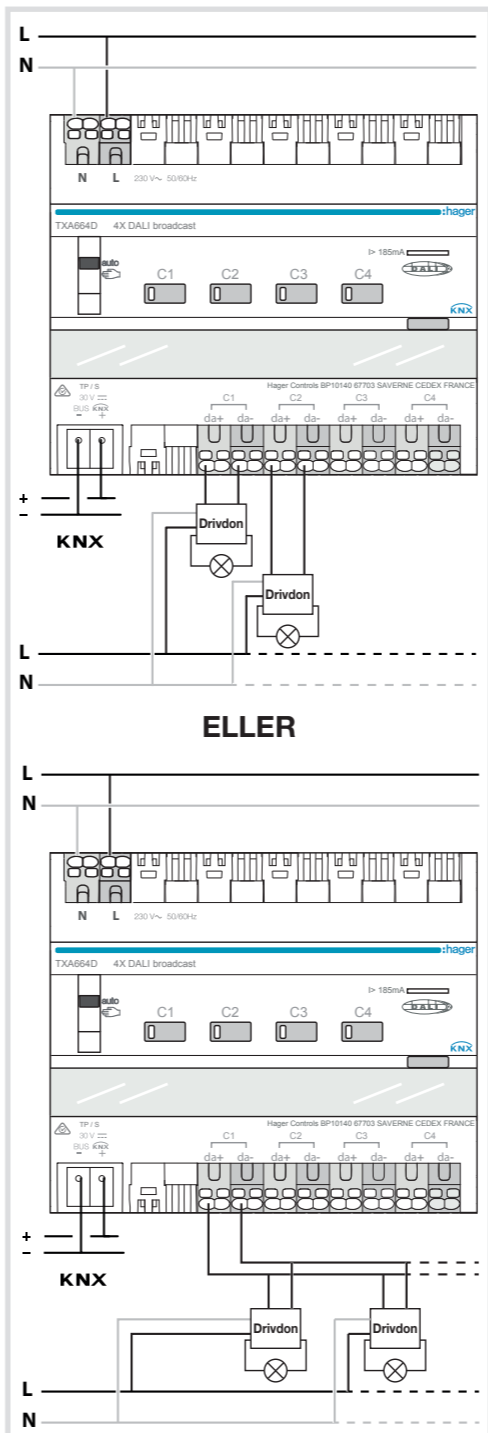 L
N
N L 230 V~ 50/60Hz
:hager
TXA664D 4X DALI broadcast
I> 185mA
auto
DALI
C1 C2 C3 C4
KNX
TP / S
30 V
BUS KNX
- +
Hager Controls BP10140 67703 SAVERNE CEDEX FRANCE
C1 C2 C3 C4
da+ da- da+ da- da+ da- da+ da-
+
-
KNX
Drivdon
Drivdon
L
N
ELLER
L
N
N L 230 V~ 50/60Hz
:hager
TXA664D 4X DALI broadcast
I> 185mA
auto
DALI
C1 C2 C3 C4
KNX
TP / S
30 V
BUS KNX
- +
Hager Controls BP10140 67703 SAVERNE CEDEX FRANCE
C1 C2 C3 C4
da+ da- da+ da- da+ da- da+ da-
+
-
KNX
Drivdon Drivdon
L
N